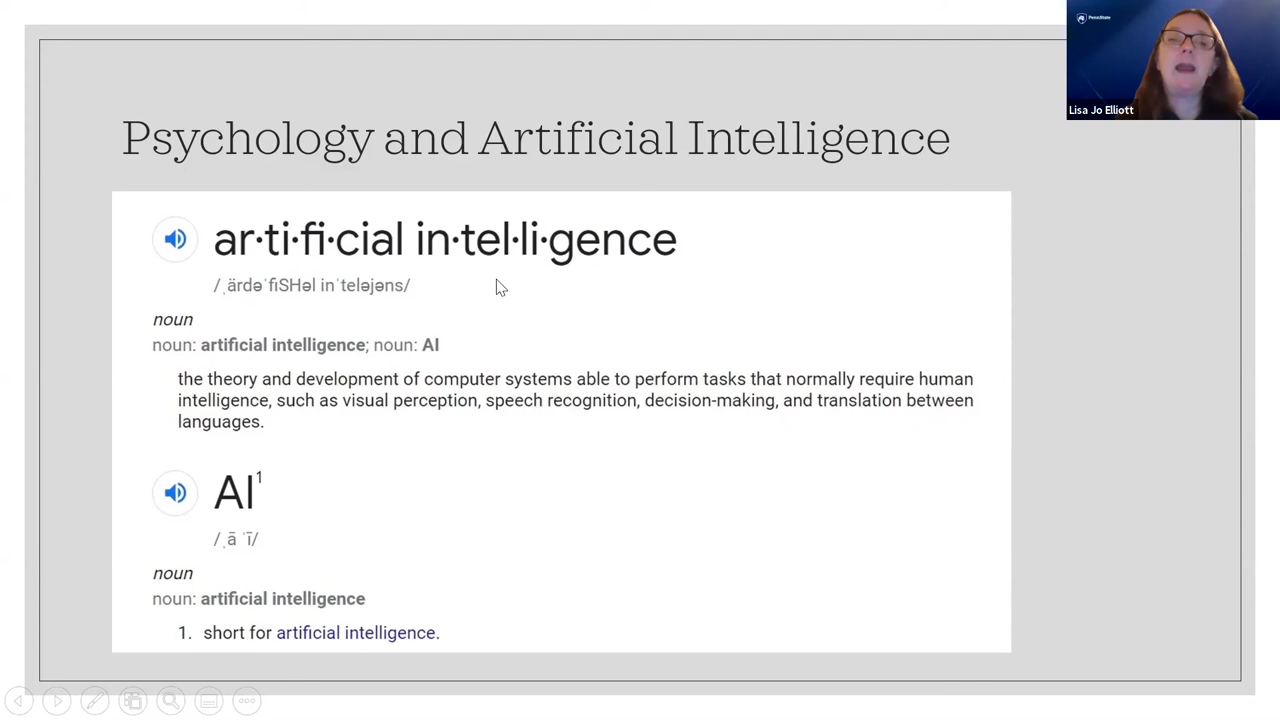 PennState
Lisa Jo Elliott
Psychology and Artificial Intelligence
ar·ti·fi·cial in·tel·li·gence
/ˌärdəˈfiSHəl inˈteləjəns/
noun
noun: artificial intelligence; noun: AI
the theory and development of computer systems able to perform tasks that normally require human
intelligence, such as visual perception, speech recognition, decision-making, and translation between
languages.
AI¹
/ˌā ˈī/
noun
noun: artificial intelligence
1. short for artificial intelligence.